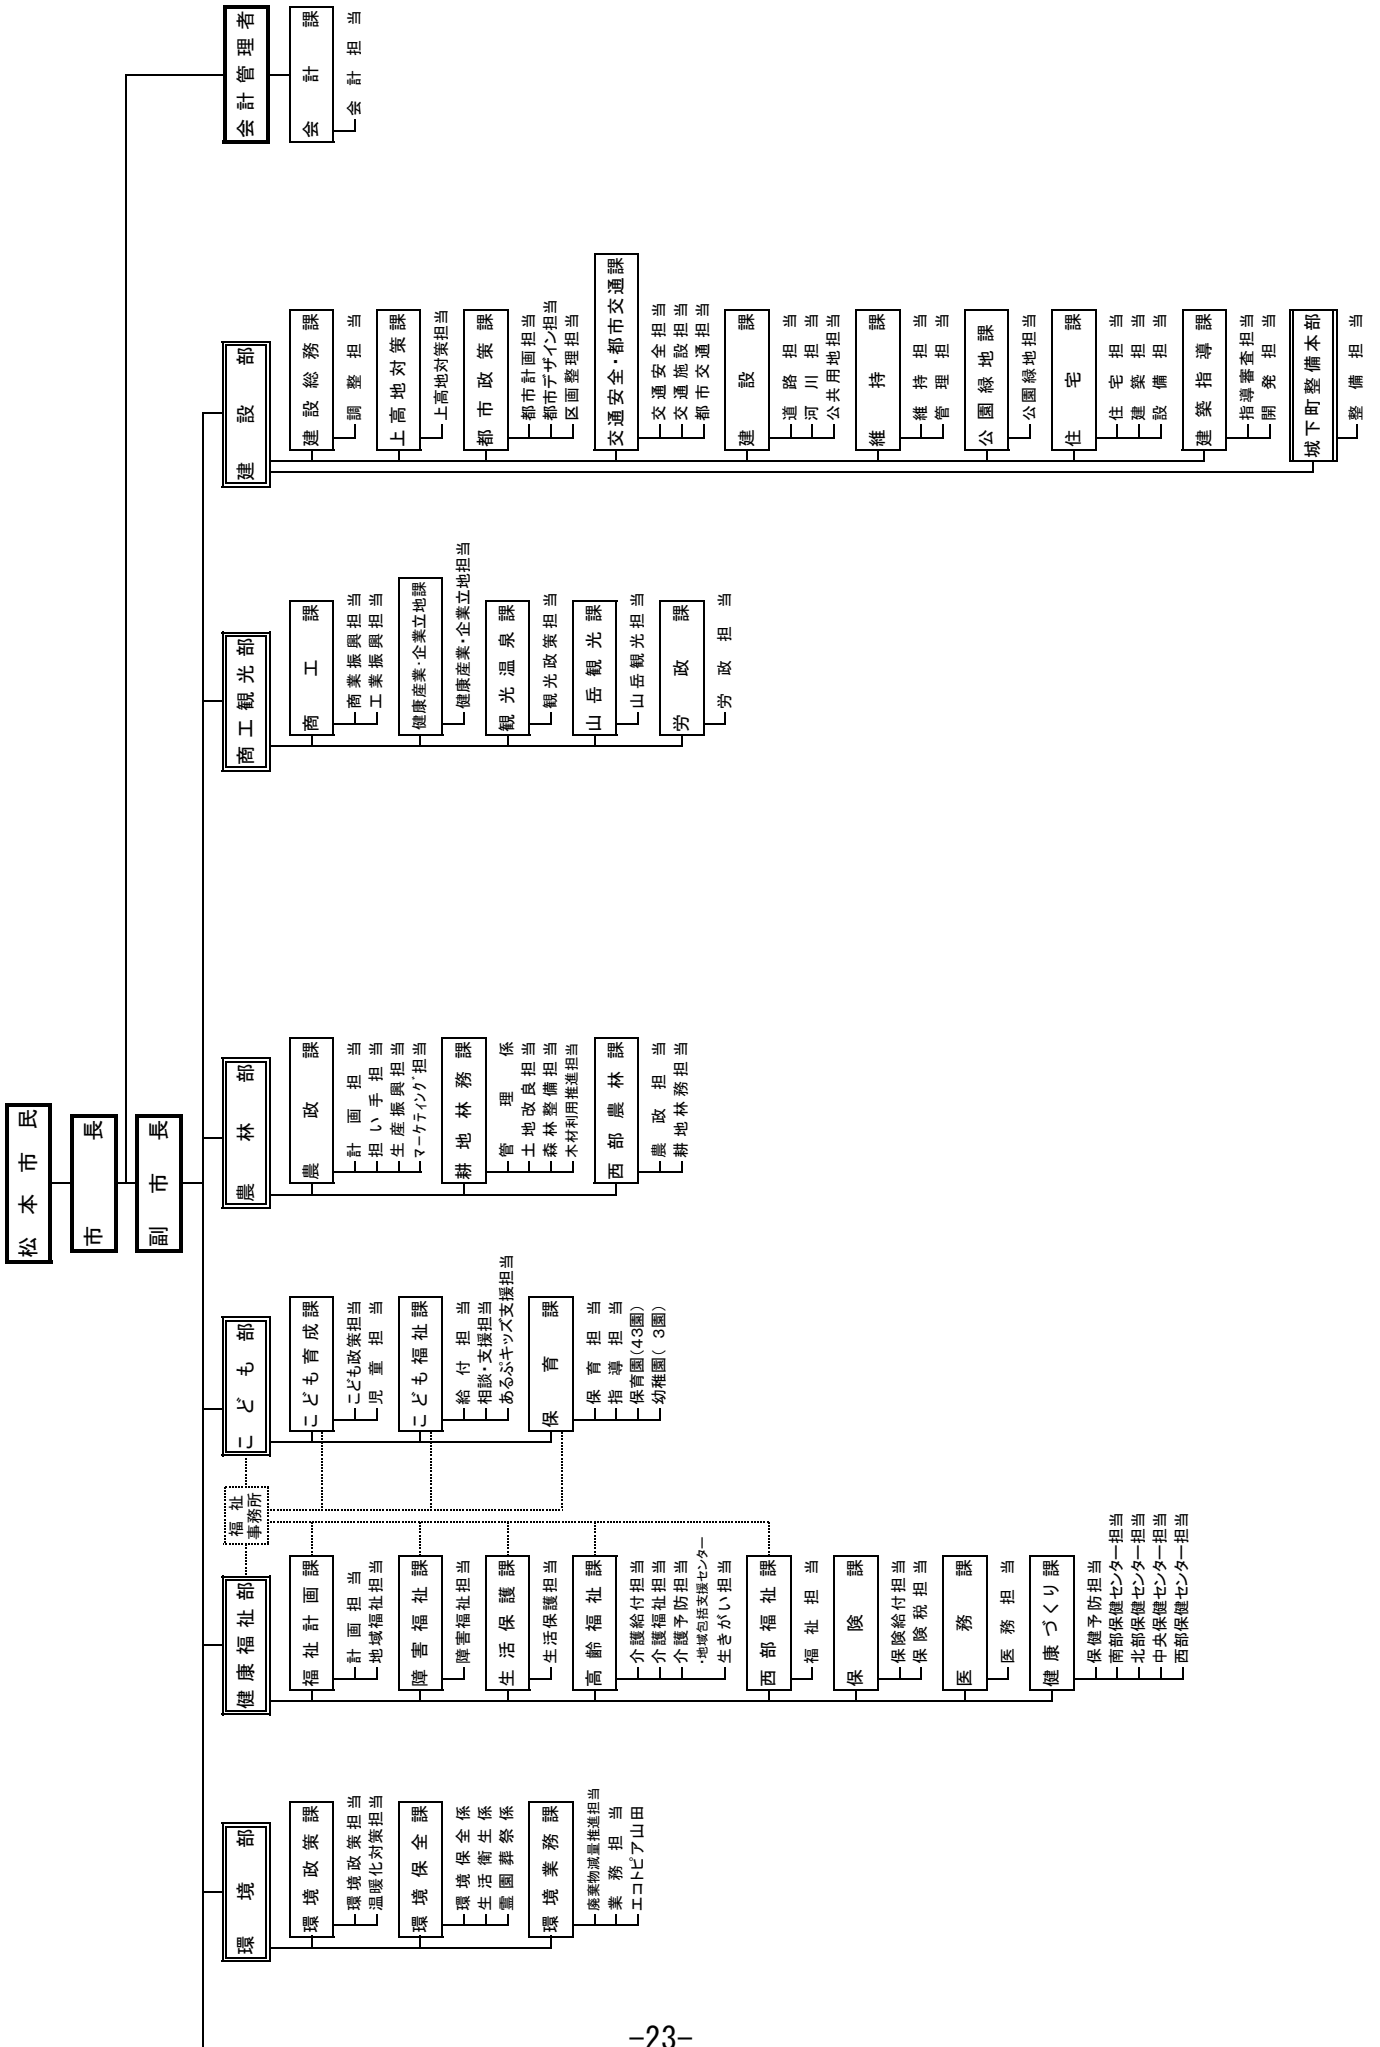 松本市民
市長
副市長
環境部
環境政策課
環境政策担当
温暖化対策担当
環境保全課
環境保全係
生活衛生係
霊園葬祭係
環境業務課
廃棄物減量推進担当
業務担当
エコトピア山田
健康福祉部
福祉計画課
計画担当
地域福祉担当
障害福祉課
障害福祉担当
生活保護課
生活保護担当
高齢福祉課
介護給付担当
介護福祉担当
介護予防担当
・地域包括支援センター
生きがい担当
西部福祉課
福祉担当
保険課
保険給付担当
保険税担当
医務課
医務担当
健康づくり課
保健予防担当
南部保健センター担当
北部保健センター担当
中央保健センター担当
西部保健センター担当
福祉
事務所
こども部
こども育成課
こども政策担当
児童担当
こども福祉課
給付担当
相談・支援担当
あるぷキッズ支援担当
保育課
保育担当
指導担当
保育園(43園)
幼稚園( 3園)
農林部
農政課
計画担当
担い手担当
生産振興担当
マーケティング担当
耕地林務課
管理係
土地改良担当
森林整備担当
木材利用推進担当
西部農林課
農政担当
耕地林務担当
商工観光部
商工課
商業振興担当
工業振興担当
健康産業・企業立地課
健康産業・企業立地担当
観光温泉課
観光政策担当
山岳観光課
山岳観光担当
労政課
労政担当
建設部
建設総務課
調整担当
上高地対策課
上高地対策担当
都市政策課
都市計画担当
都市デザイン担当
区画整理担当
交通安全・都市交通課
交通安全担当
交通施設担当
都市交通担当
建設課
道路担当
河川担当
公共用地担当
維持課
維持担当
管理担当
公園緑地課
公園緑地担当
住宅課
住宅担当
建築担当
設備担当
建築指導課
指導審査担当
開発担当
城下町整備本部
整備担当
会計管理者
会計課
会計担当
-23-